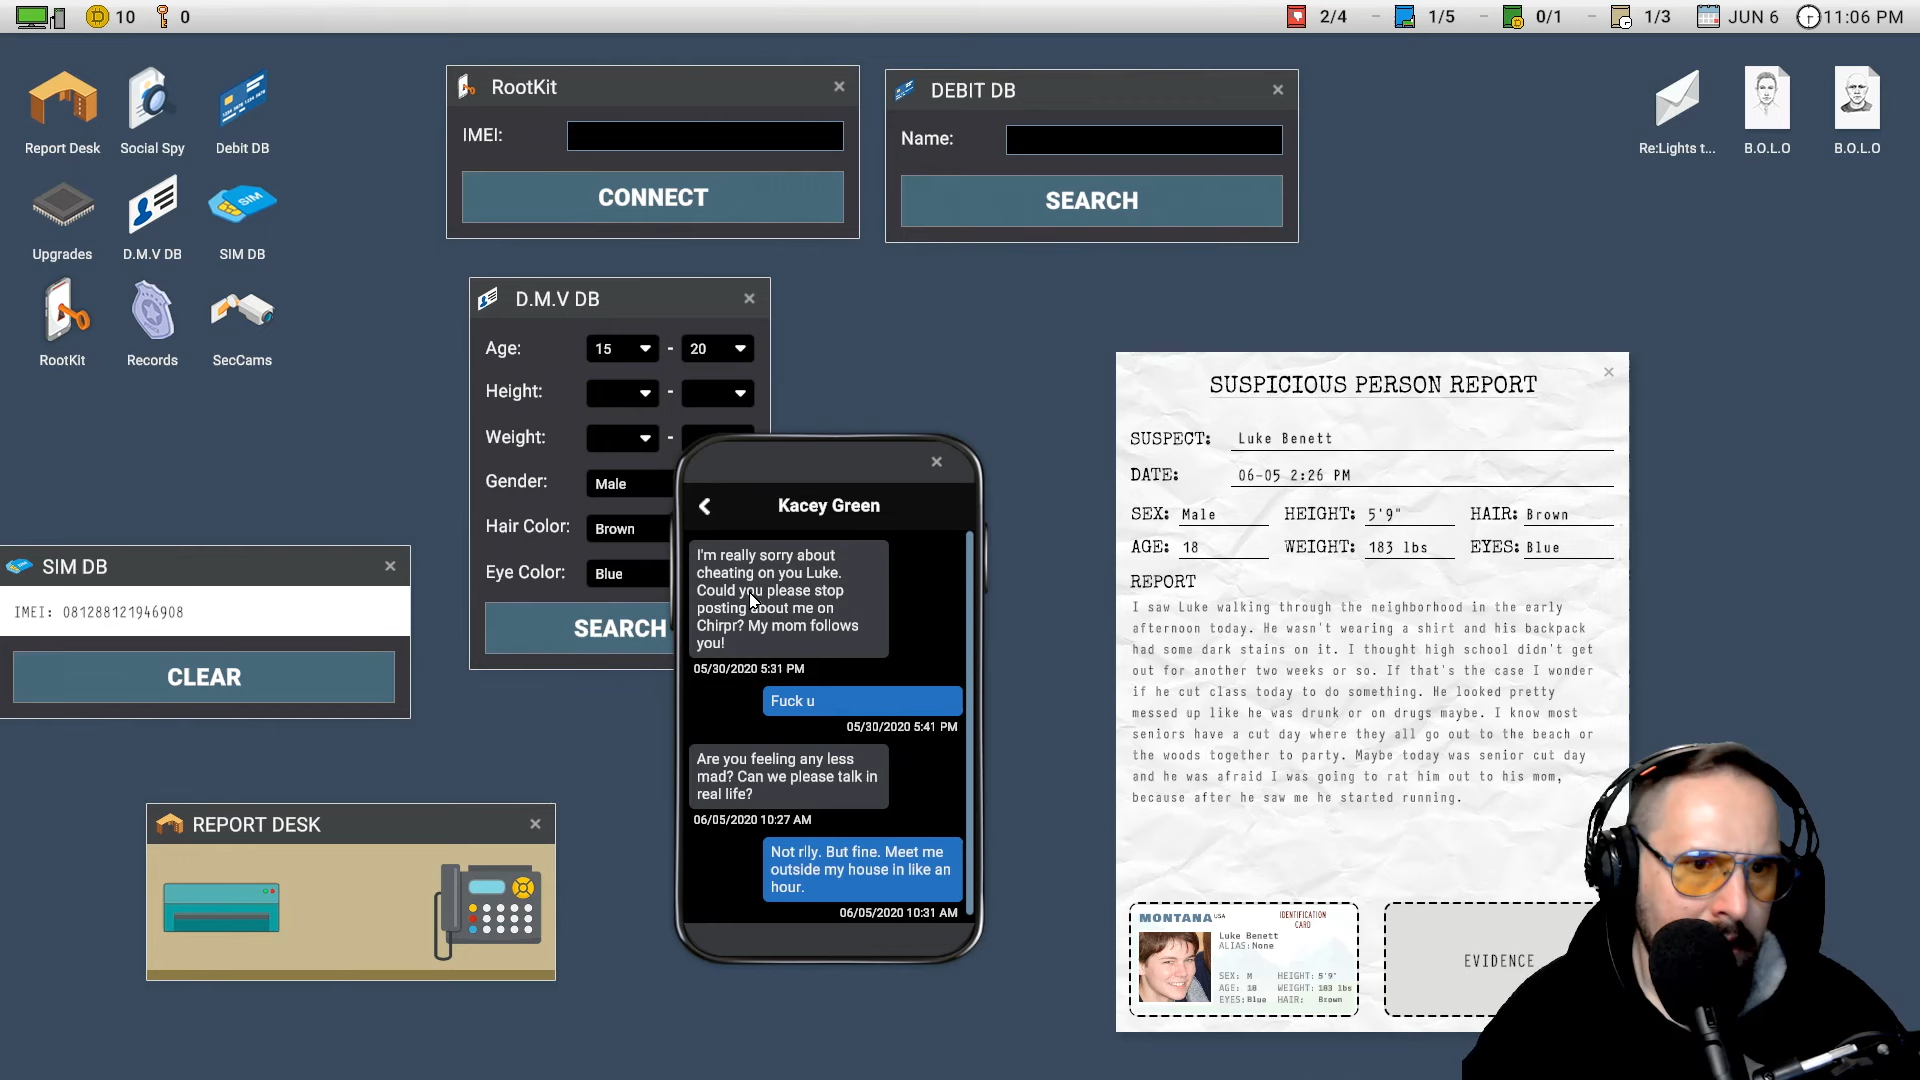 10
0
2/4
1/5
0/1
1/3
JUN 6
11:06 PM
Report Desk
Social Spy
Debit DB
Upgrades
D.M.V DB
SIM DB
RootKit
Records
SecCams
RootKit
IMEI:
CONNECT
DEBIT DB
Name:
SEARCH
Re:Lights t...
B.O.L.O
B.O.L.O
D.M.V DB
Age: 15 - 20
Height: -
Weight: -
Gender: Male
Hair Color: Brown
Eye Color: Blue
SEARCH
SIM DB
IMEI: 081288121946908
CLEAR
REPORT DESK
Kacey Green
I'm really sorry about
cheating on you Luke.
Could you please stop
posting about me on
Chirpr? My mom follows
you!
05/30/2020 5:31 PM
Fuck u
05/30/2020 5:41 PM
Are you feeling any less
mad? Can we please talk in
real life?
06/05/2020 10:27 AM
Not rlly. But fine. Meet me
outside my house in like an
hour.
06/05/2020 10:31 AM
SUSPICIOUS PERSON REPORT
SUSPECT: Luke Benett
DATE: 06-05 2:26 PM
SEX: Male HEIGHT: 5'9" HAIR: Brown
AGE: 18 WEIGHT: 183 lbs EYES: Blue
REPORT
I saw Luke walking through the neighborhood in the early
afternoon today. He wasn't wearing a shirt and his backpack
had some dark stains on it. I thought high school didn't get
out for another two weeks or so. If that's the case I wonder
if he cut class today to do something. He looked pretty
messed up like he was drunk or on drugs maybe. I know most
seniors have a cut day where they all go out to the beach or
the woods together to party. Maybe today was senior cut day
and he was afraid I was going to rat him out to his mom,
because after he saw me he started running.
MONTANA USA IDENTIFICATION
CARD
Luke Benett
ALIAS: None
SEX: M HEIGHT: 5'9"
AGE: 18 WEIGHT: 183 lbs
EYES: Blue HAIR: Brown
EVIDENCE